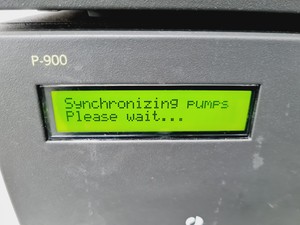 P-900
Synchronizing pumps
Please wait...